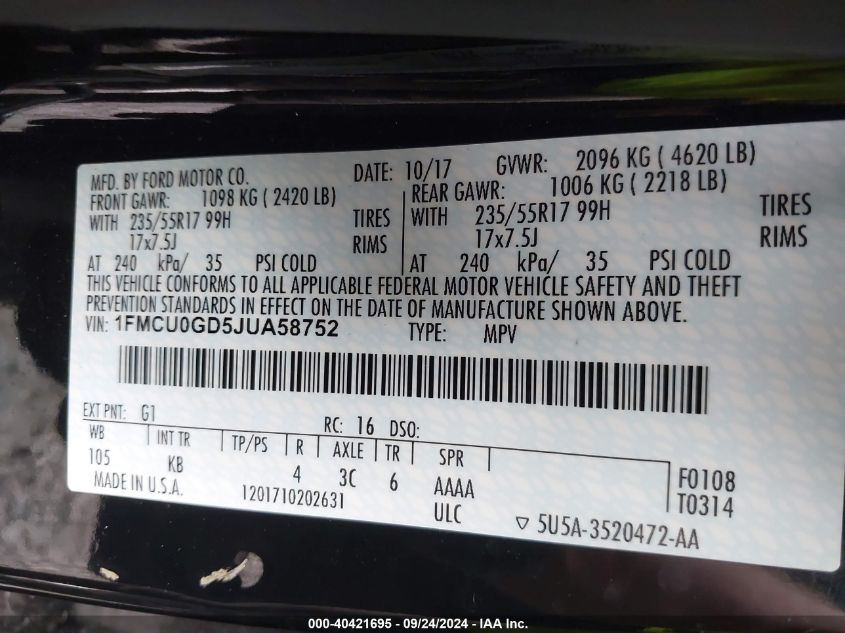 MFD. BY FORD MOTOR CO. DATE: 10/17 GVWR: 2096 KG ( 4620 LB)
FRONT GAWR: 1098 KG ( 2420 LB) REAR GAWR: 1006 KG ( 2218 LB)
WITH 235/55R17 99H TIRES WITH 235/55R17 99H TIRES
17x7.5J RIMS 17x7.5J RIMS
AT 240 kPa/ 35 PSI COLD AT 240 kPa/ 35 PSI COLD
THIS VEHICLE CONFORMS TO ALL APPLICABLE FEDERAL MOTOR VEHICLE SAFETY AND THEFT
PREVENTION STANDARDS IN EFFECT ON THE DATE OF MANUFACTURE SHOWN ABOVE.
VIN: 1FMCU0GD5JUA58752 TYPE: MPV
EXT PNT: G1 RC: 16 DSO:
WB INT TR TP/PS R AXLE TR SPR
105 KB 4 3C 6 AAAA F0108
MADE IN U.S.A. 1201710202631 ULC T0314
▽ 5U5A-3520472-AA
000-40421695 - 09/24/2024 - IAA Inc.